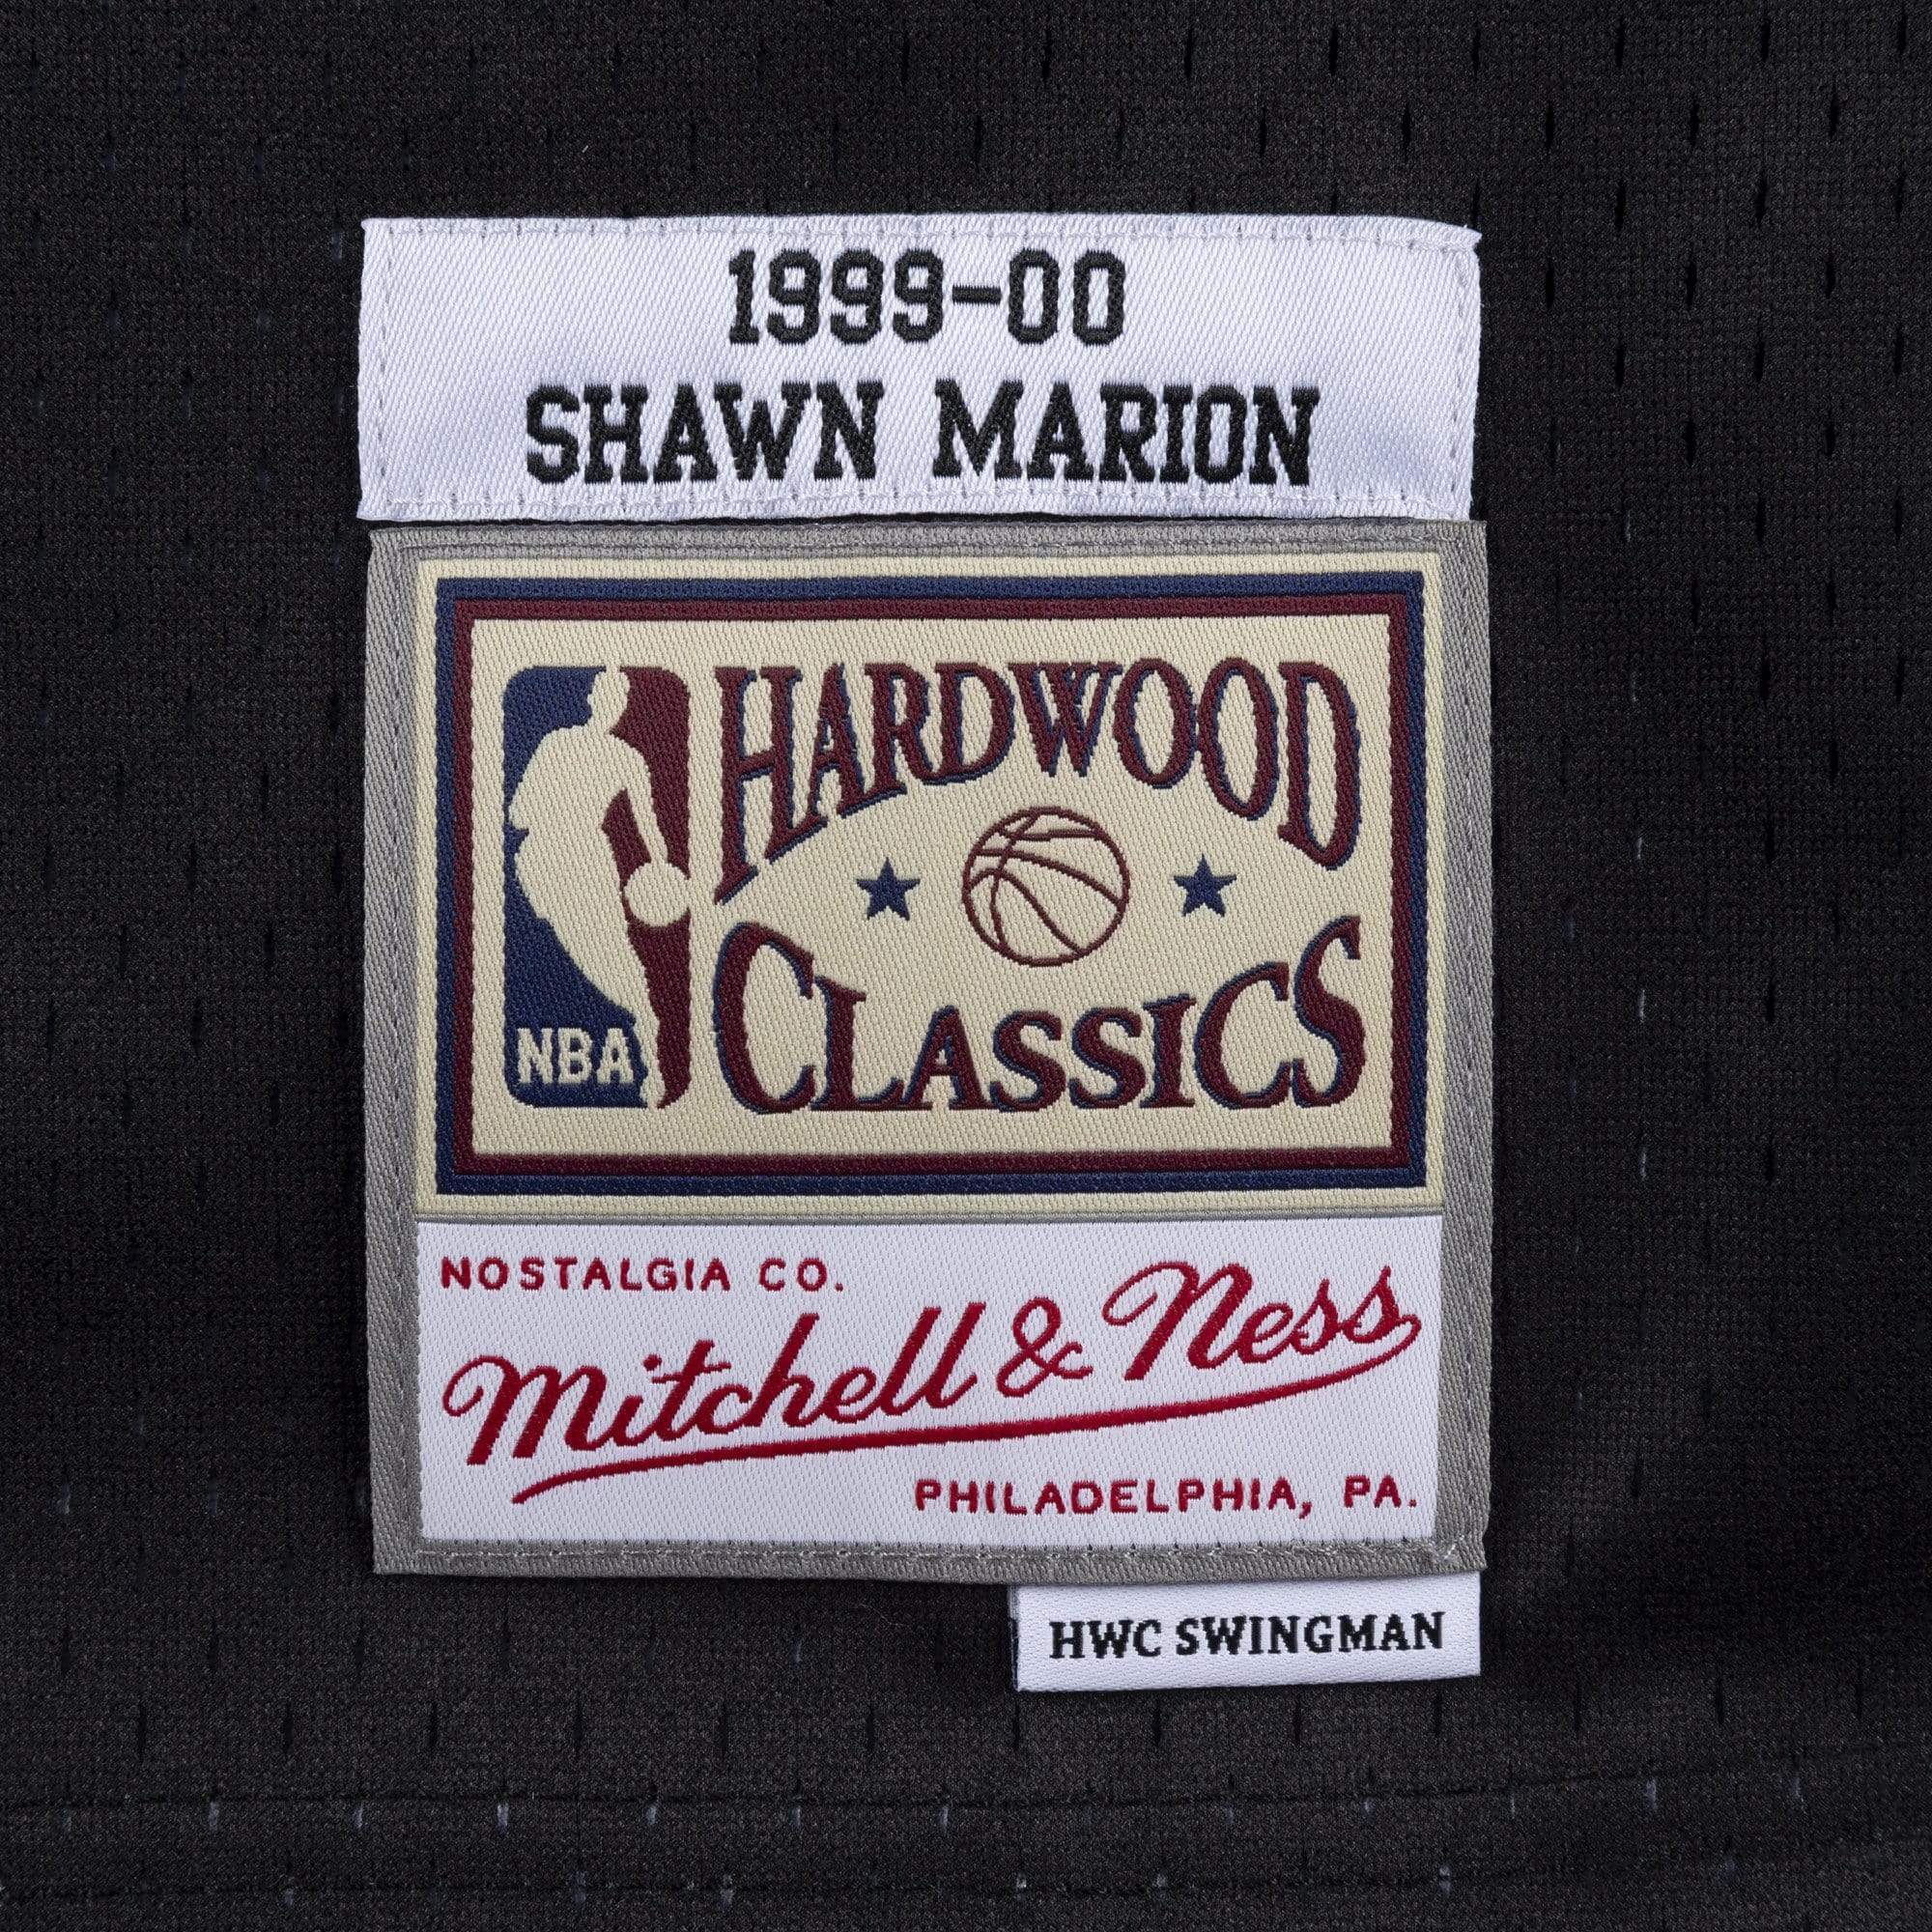 1999-00
SHAWN MARION
HARDWOOD
CLASSICS
NBA
NOSTALGIA CO.
Mitchell & Ness
PHILADELPHIA, PA.
HWC SWINGMAN